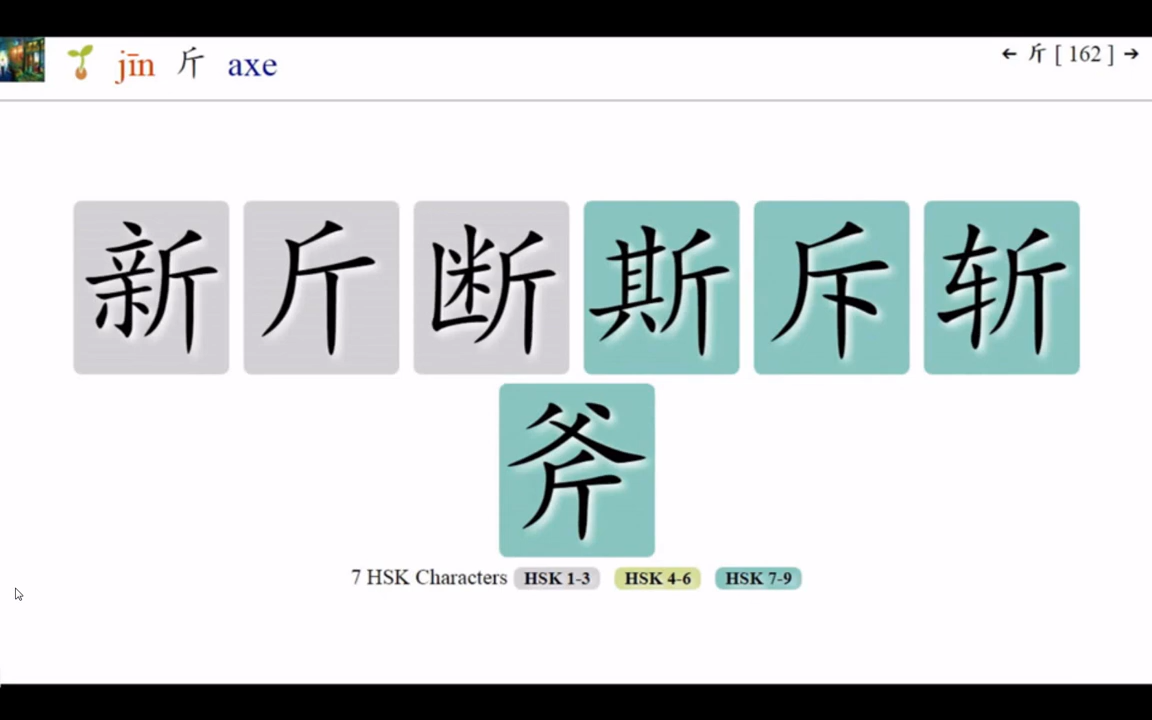 jīn 斤 axe
← 斤 [ 162 ] →
新 斤 断 斯 斥 斩
斧
7 HSK Characters HSK 1-3 HSK 4-6 HSK 7-9